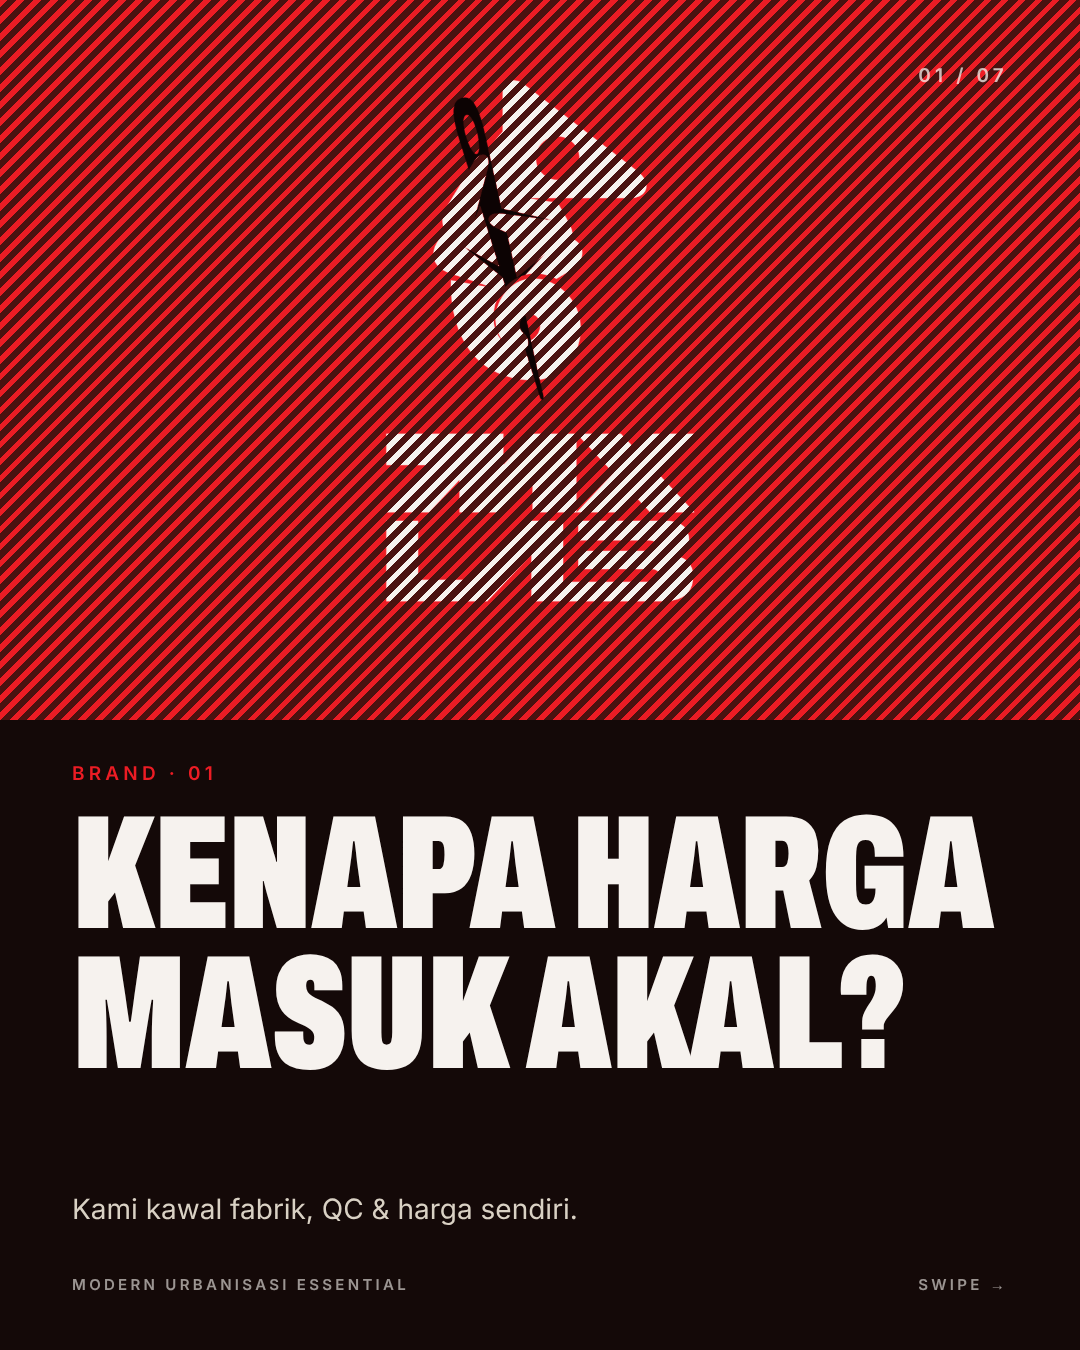 01 / 07
BRAND · 01
KENAPA HARGA
MASUK AKAL?
Kami kawal fabrik, QC & harga sendiri.
MODERN URBANISASI ESSENTIAL
SWIPE →